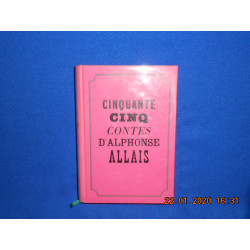 CINQUANTE
CINQ
CONTES
D'ALPHONSE
ALLAIS
22 01 2020 16:31